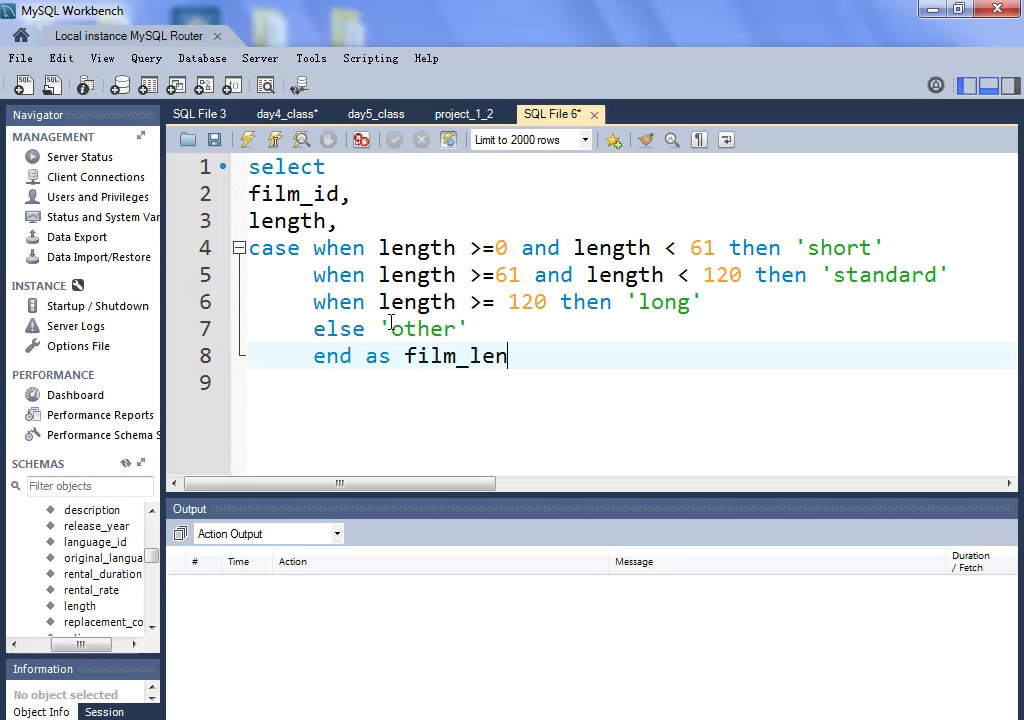 MySQL Workbench
Local instance MySQL Router
File Edit View Query Database Server Tools Scripting Help
Navigator
SQL File 3 day4_class* day5_class project_1_2 SQL File 6*
MANAGEMENT
Server Status
Client Connections
Users and Privileges
Status and System Var
Data Export
Data Import/Restore
INSTANCE
Startup / Shutdown
Server Logs
Options File
PERFORMANCE
Dashboard
Performance Reports
Performance Schema S
SCHEMAS
Filter objects
description
release_year
language_id
original_langua
rental_duration
rental_rate
length
replacement_co
Information
No object selected
Object Info Session
Limit to 2000 rows
1 select
2 film_id,
3 length,
4 case when length >=0 and length < 61 then 'short'
5 when length >=61 and length < 120 then 'standard'
6 when length >= 120 then 'long'
7 else 'other'
8 end as film_len
9
Output
Action Output
# Time Action Message Duration / Fetch